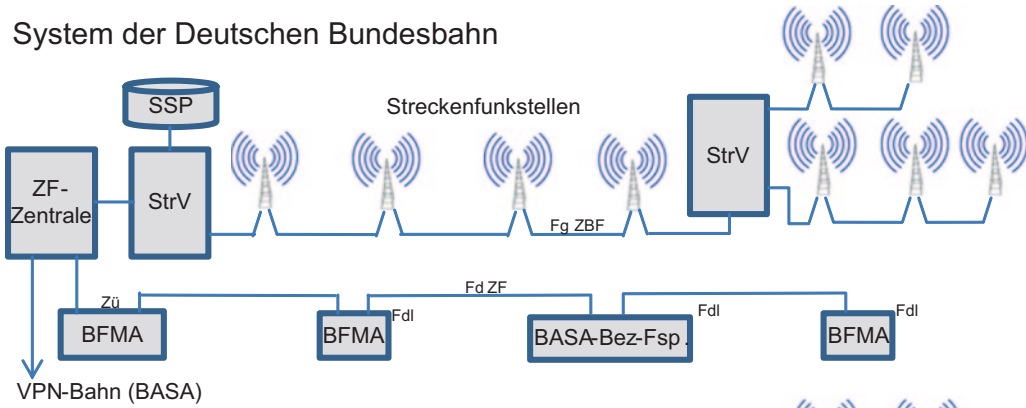 System der Deutschen Bundesbahn
SSP
Streckenfunkstellen
ZF-
Zentrale
StrV
StrV
Fg ZBF
Zü
BFMA
Fd ZF
BFMA
Fdl
BASA-Bez-Fsp.
Fdl
BFMA
Fdl
VPN-Bahn (BASA)